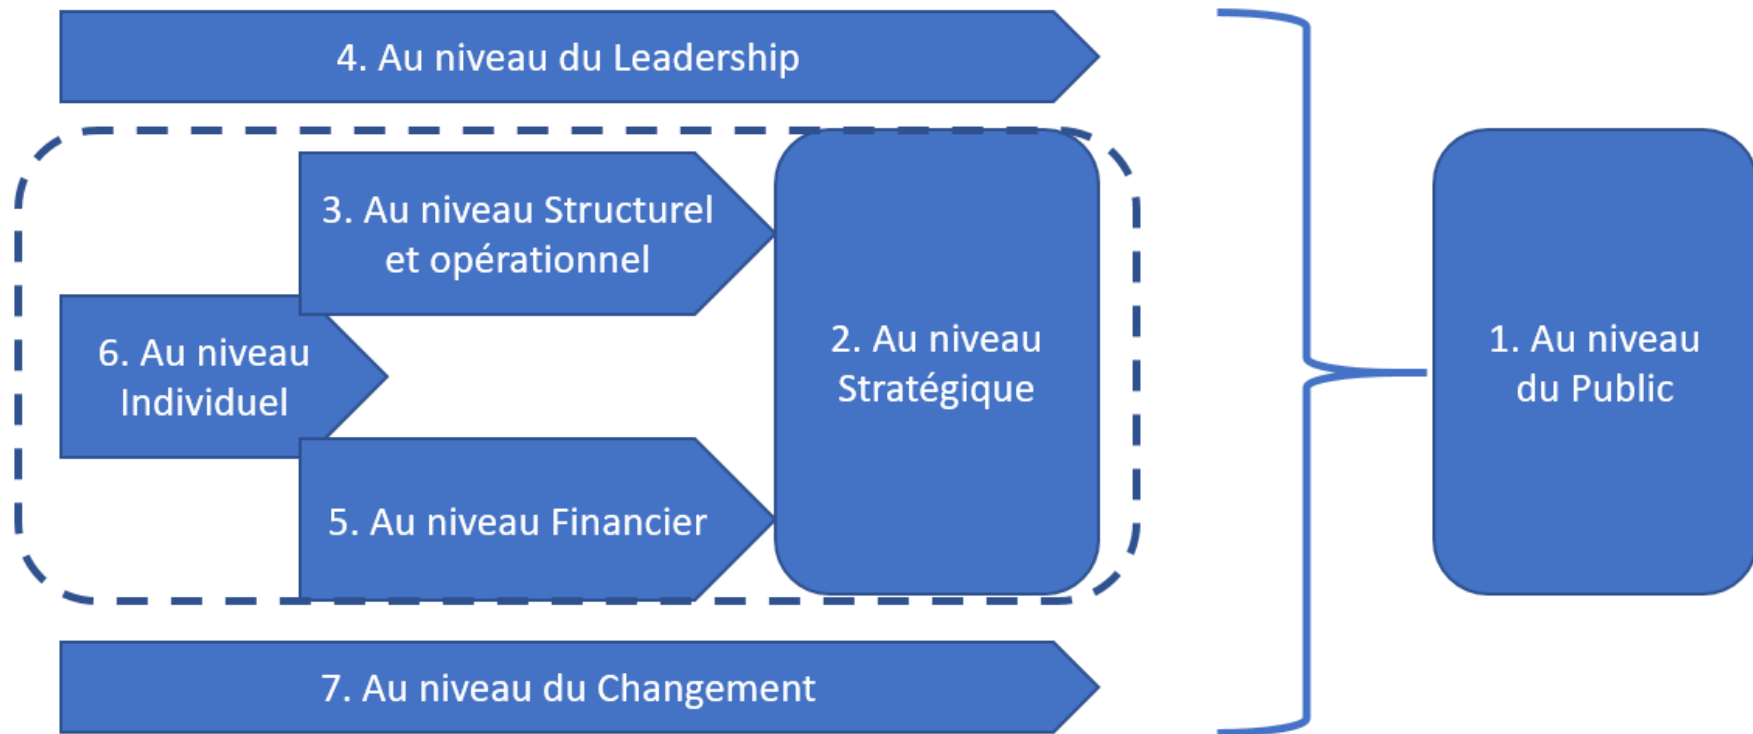 4. Au niveau du Leadership
3. Au niveau Structurel
et opérationnel
6. Au niveau
Individuel
5. Au niveau Financier
2. Au niveau
Stratégique
1. Au niveau
du Public
7. Au niveau du Changement